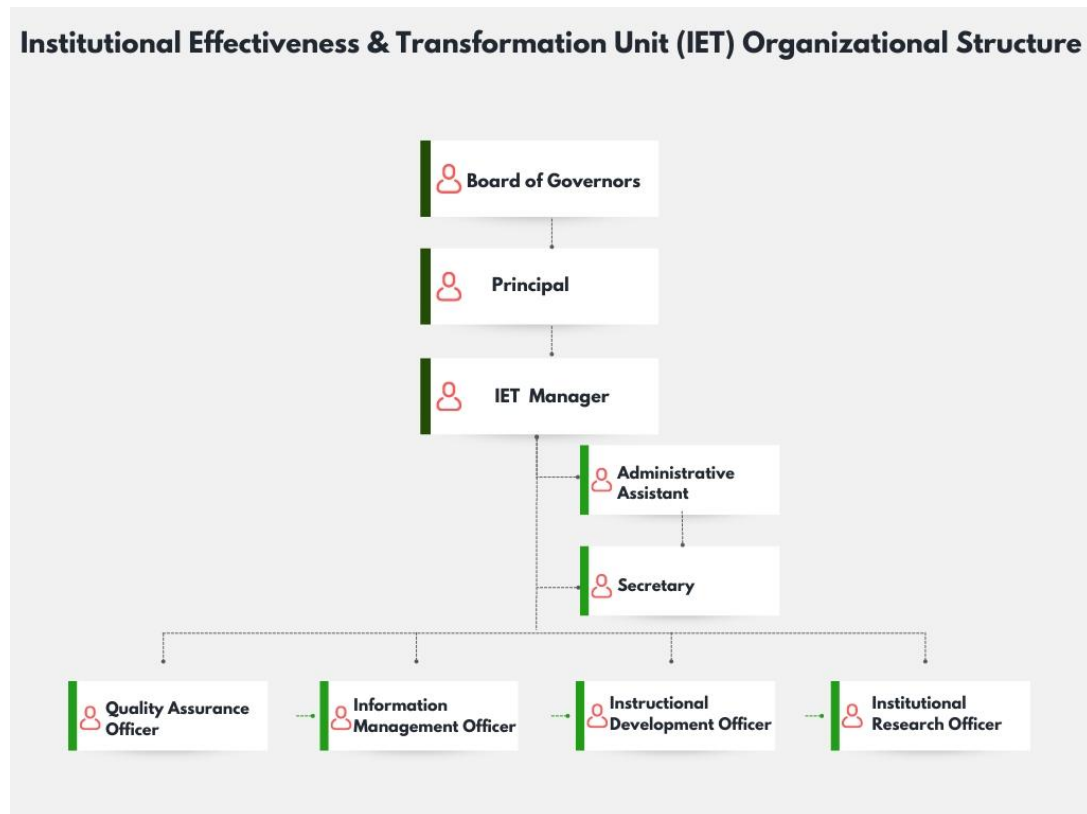 Institutional Effectiveness & Transformation Unit (IET) Organizational Structure
Board of Governors
Principal
IET Manager
Administrative
Assistant
Secretary
Quality Assurance
Officer
Information
Management Officer
Instructional
Development Officer
Institutional
Research Officer